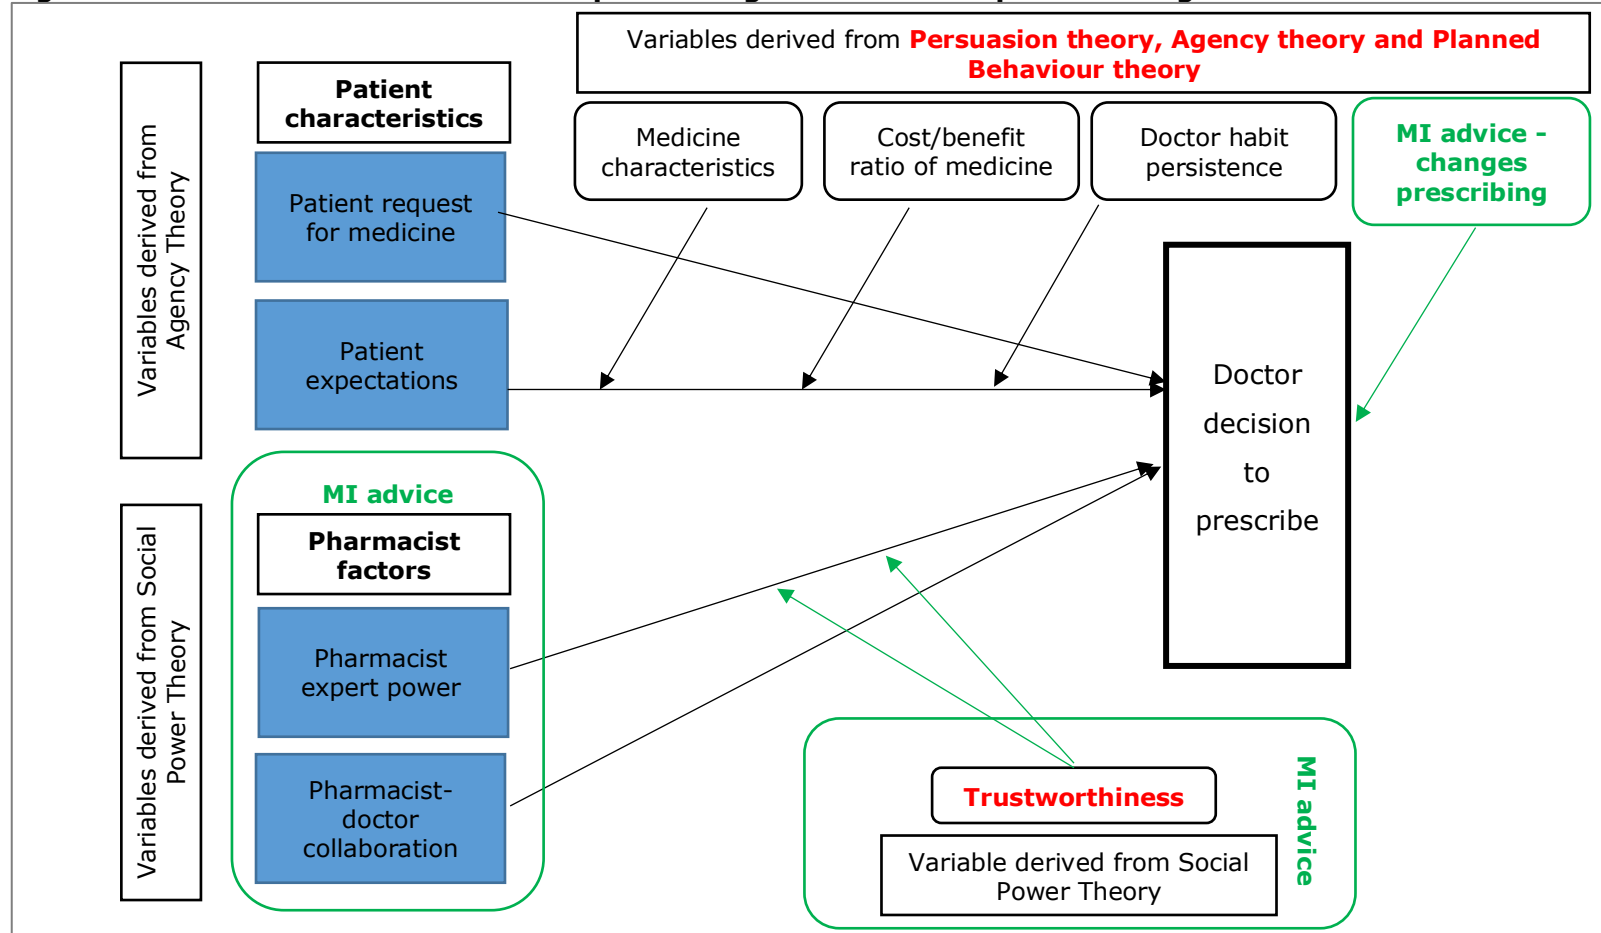 Variables derived from Persuasion theory, Agency theory and Planned
Behaviour theory
Variables derived from
Agency Theory
Patient
characteristics
Medicine
characteristics
Cost/benefit
ratio of medicine
Doctor habit
persistence
MI advice -
changes
prescribing
Patient request
for medicine
Patient
expectations
Doctor
decision
to
prescribe
Variables derived from Social
Power Theory
MI advice
Pharmacist
factors
Pharmacist
expert power
Pharmacist-
doctor
collaboration
Trustworthiness
Variable derived from Social
Power Theory
MI advice